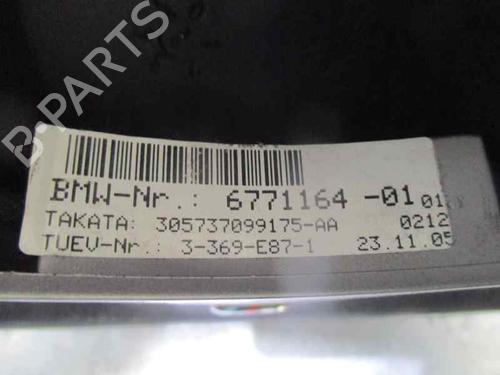 B-PARTS
BMW-Nr.: 6771164 -01
TAKATA: 305737099175-AA 0212
TUEV-Nr.: 3-369-E87-1 23.11.05